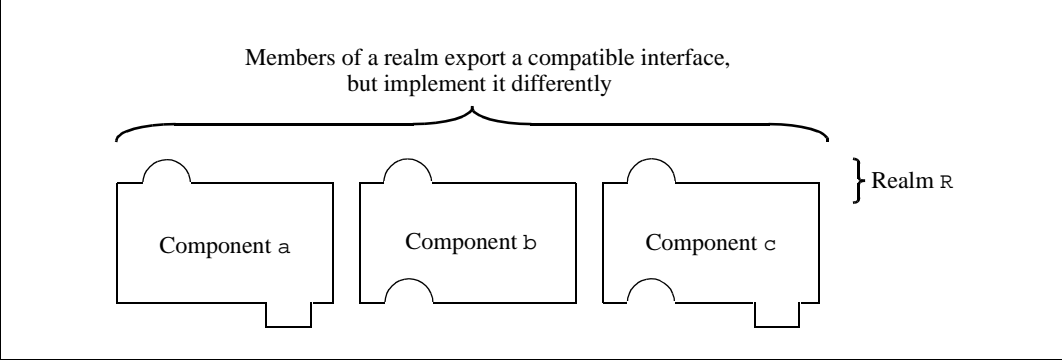 Members of a realm export a compatible interface,
but implement it differently
Realm R
Component a
Component b
Component c